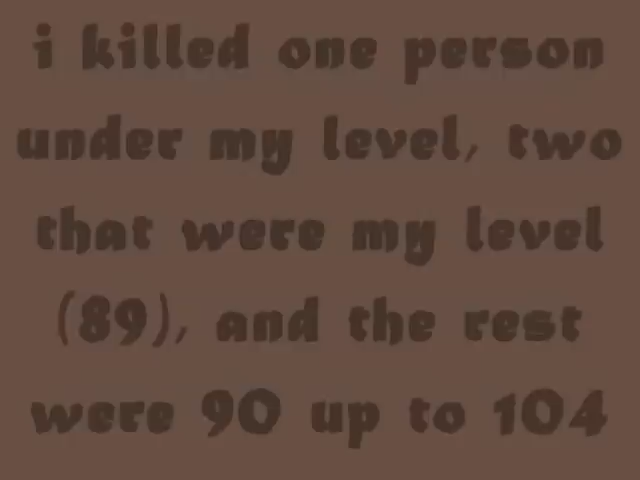 i killed one person
under my level, two
that were my level
(89), and the rest
were 90 up to 104